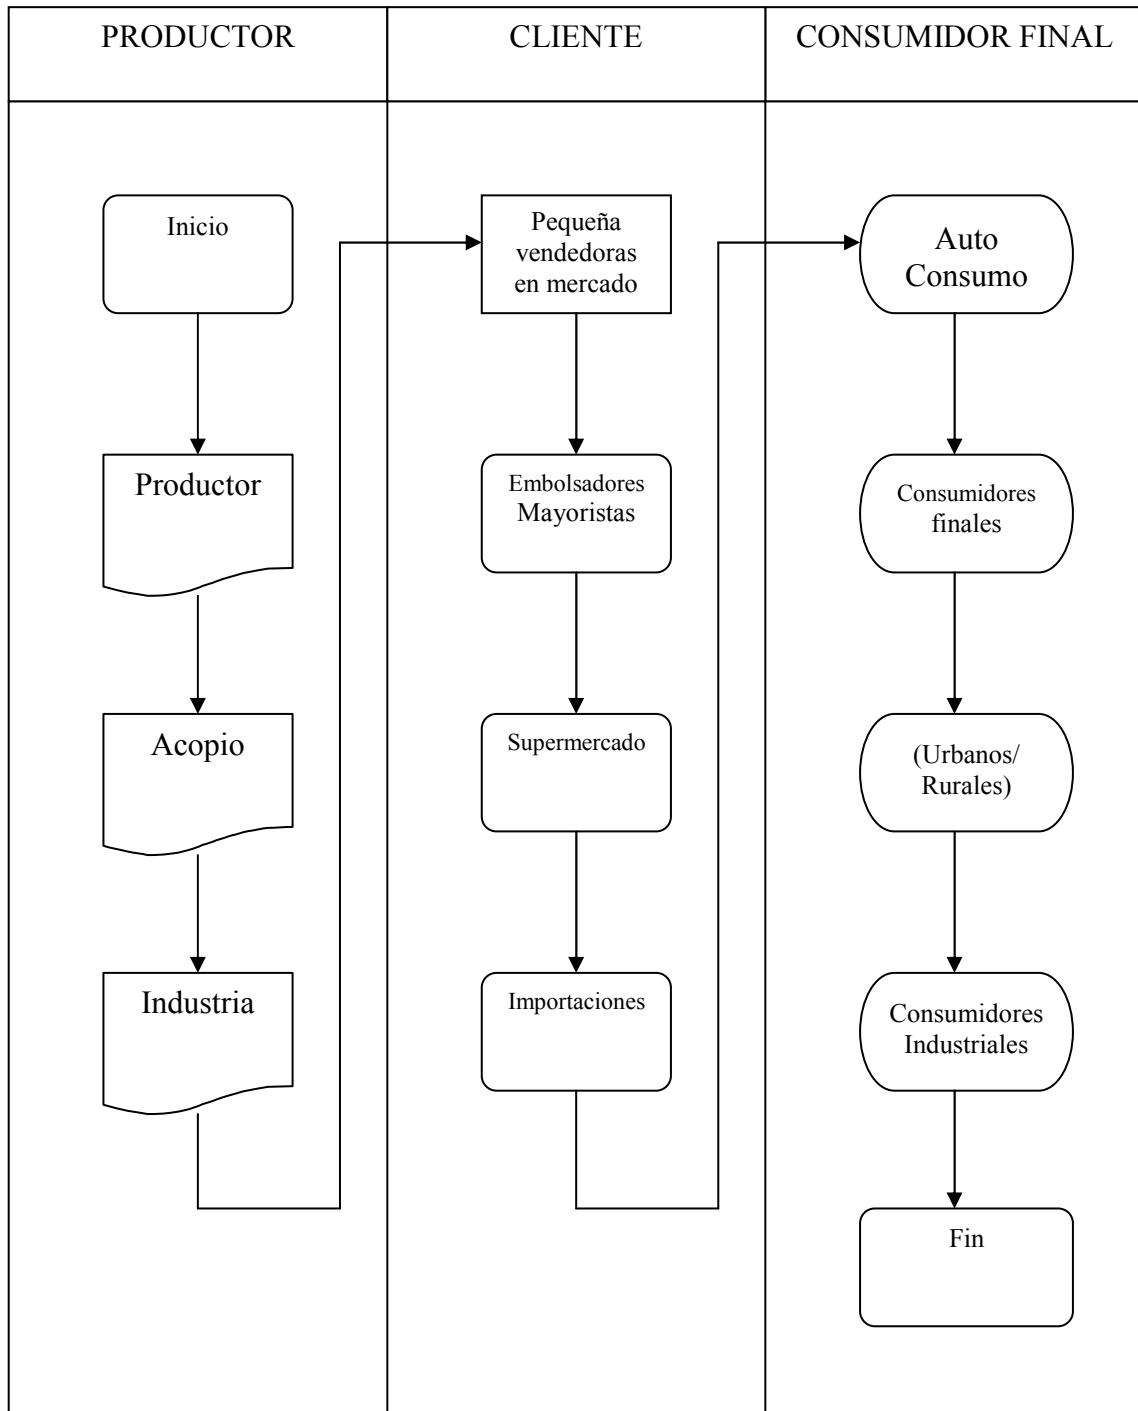 PRODUCTOR
CLIENTE
CONSUMIDOR FINAL
Inicio
Productor
Acopio
Industria
Pequeña
vendedoras
en mercado
Embolsadores
Mayoristas
Supermercado
Importaciones
Auto
Consumo
Consumidores
finales
(Urbanos/
Rurales)
Consumidores
Industriales
Fin